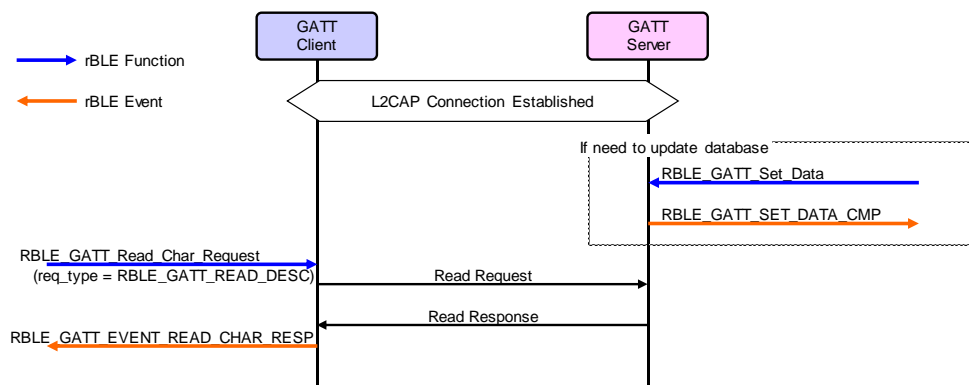 GATT
Client
GATT
Server
rBLE Function
rBLE Event
L2CAP Connection Established
If need to update database
RBLE_GATT_Set_Data
RBLE_GATT_SET_DATA_CMP
RBLE_GATT_Read_Char_Request
(req_type = RBLE_GATT_READ_DESC)
Read Request
Read Response
RBLE_GATT_EVENT_READ_CHAR_RESP